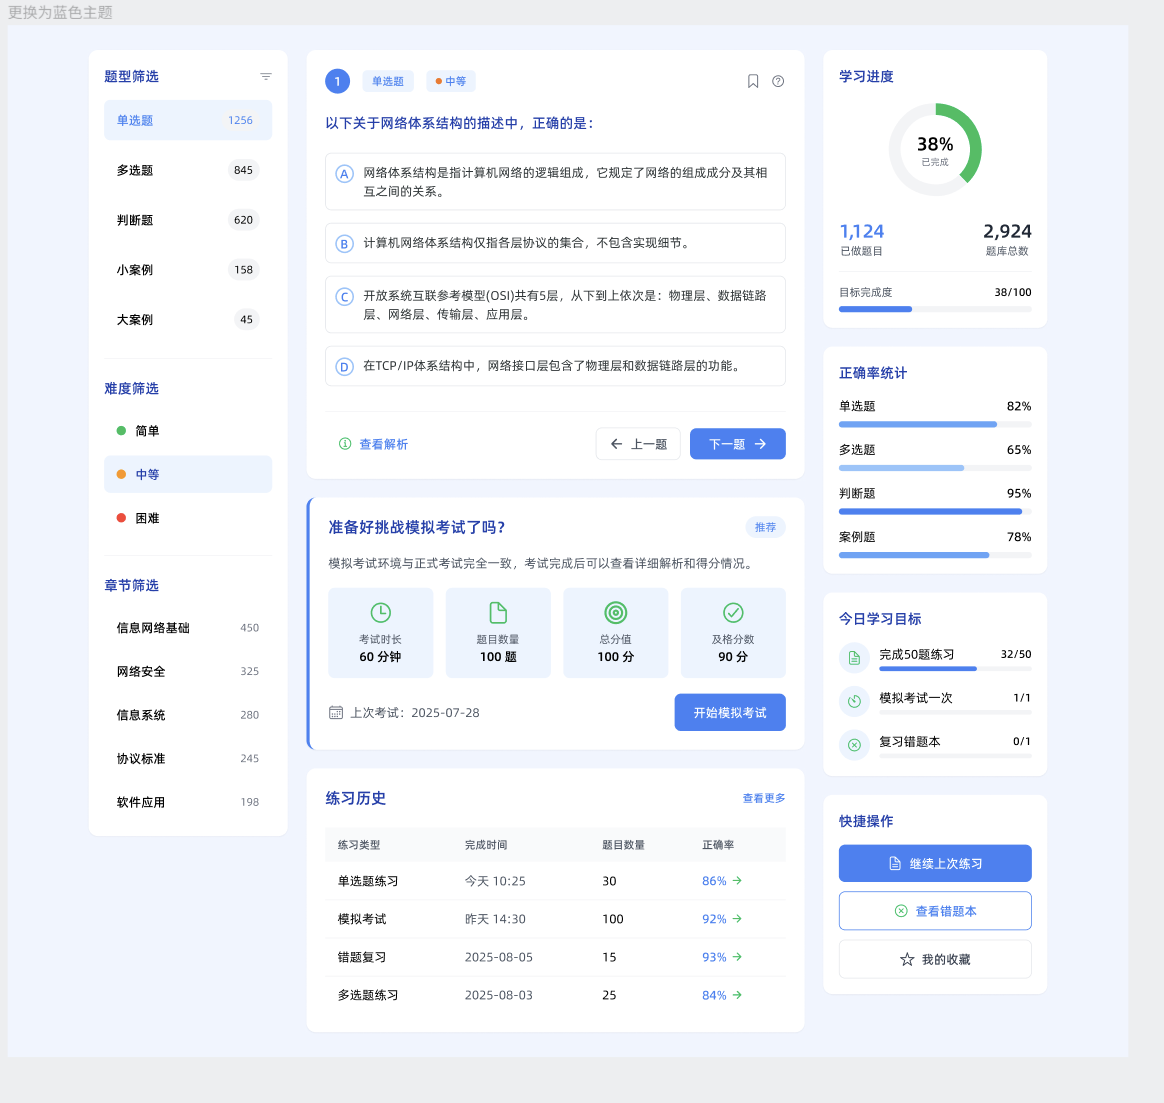 更换为蓝色主题
题型筛选
单选题 1256
多选题 845
判断题 620
小案例 158
大案例 45
难度筛选
简单
中等
困难
章节筛选
信息网络基础 450
网络安全 325
信息系统 280
协议标准 245
软件应用 198
1 单选题 中等
以下关于网络体系结构的描述中，正确的是：
A 网络体系结构是指计算机网络的逻辑组成，它规定了网络的组成成分及其相
互之间的关系。
B 计算机网络体系结构仅指各层协议的集合，不包含实现细节。
C 开放系统互联参考模型(OSI)共有5层，从下到上依次是：物理层、数据链路
层、网络层、传输层、应用层。
D 在TCP/IP体系结构中，网络接口层包含了物理层和数据链路层的功能。
查看解析 上一题 下一题
准备好挑战模拟考试了吗？ 推荐
模拟考试环境与正式考试完全一致，考试完成后可以查看详细解析和得分情况。
考试时长
60 分钟
题目数量
100 题
总分值
100 分
及格分数
90 分
上次考试：2025-07-28 开始模拟考试
练习历史 查看更多
练习类型 完成时间 题目数量 正确率
单选题练习 今天 10:25 30 86%
模拟考试 昨天 14:30 100 92%
错题复习 2025-08-05 15 93%
多选题练习 2025-08-03 25 84%
学习进度
38%
已完成
1,124 2,924
已做题目 题库总数
目标完成度 38/100
正确率统计
单选题 82%
多选题 65%
判断题 95%
案例题 78%
今日学习目标
完成50题练习 32/50
模拟考试一次 1/1
复习错题本 0/1
快捷操作
继续上次练习
查看错题本
我的收藏